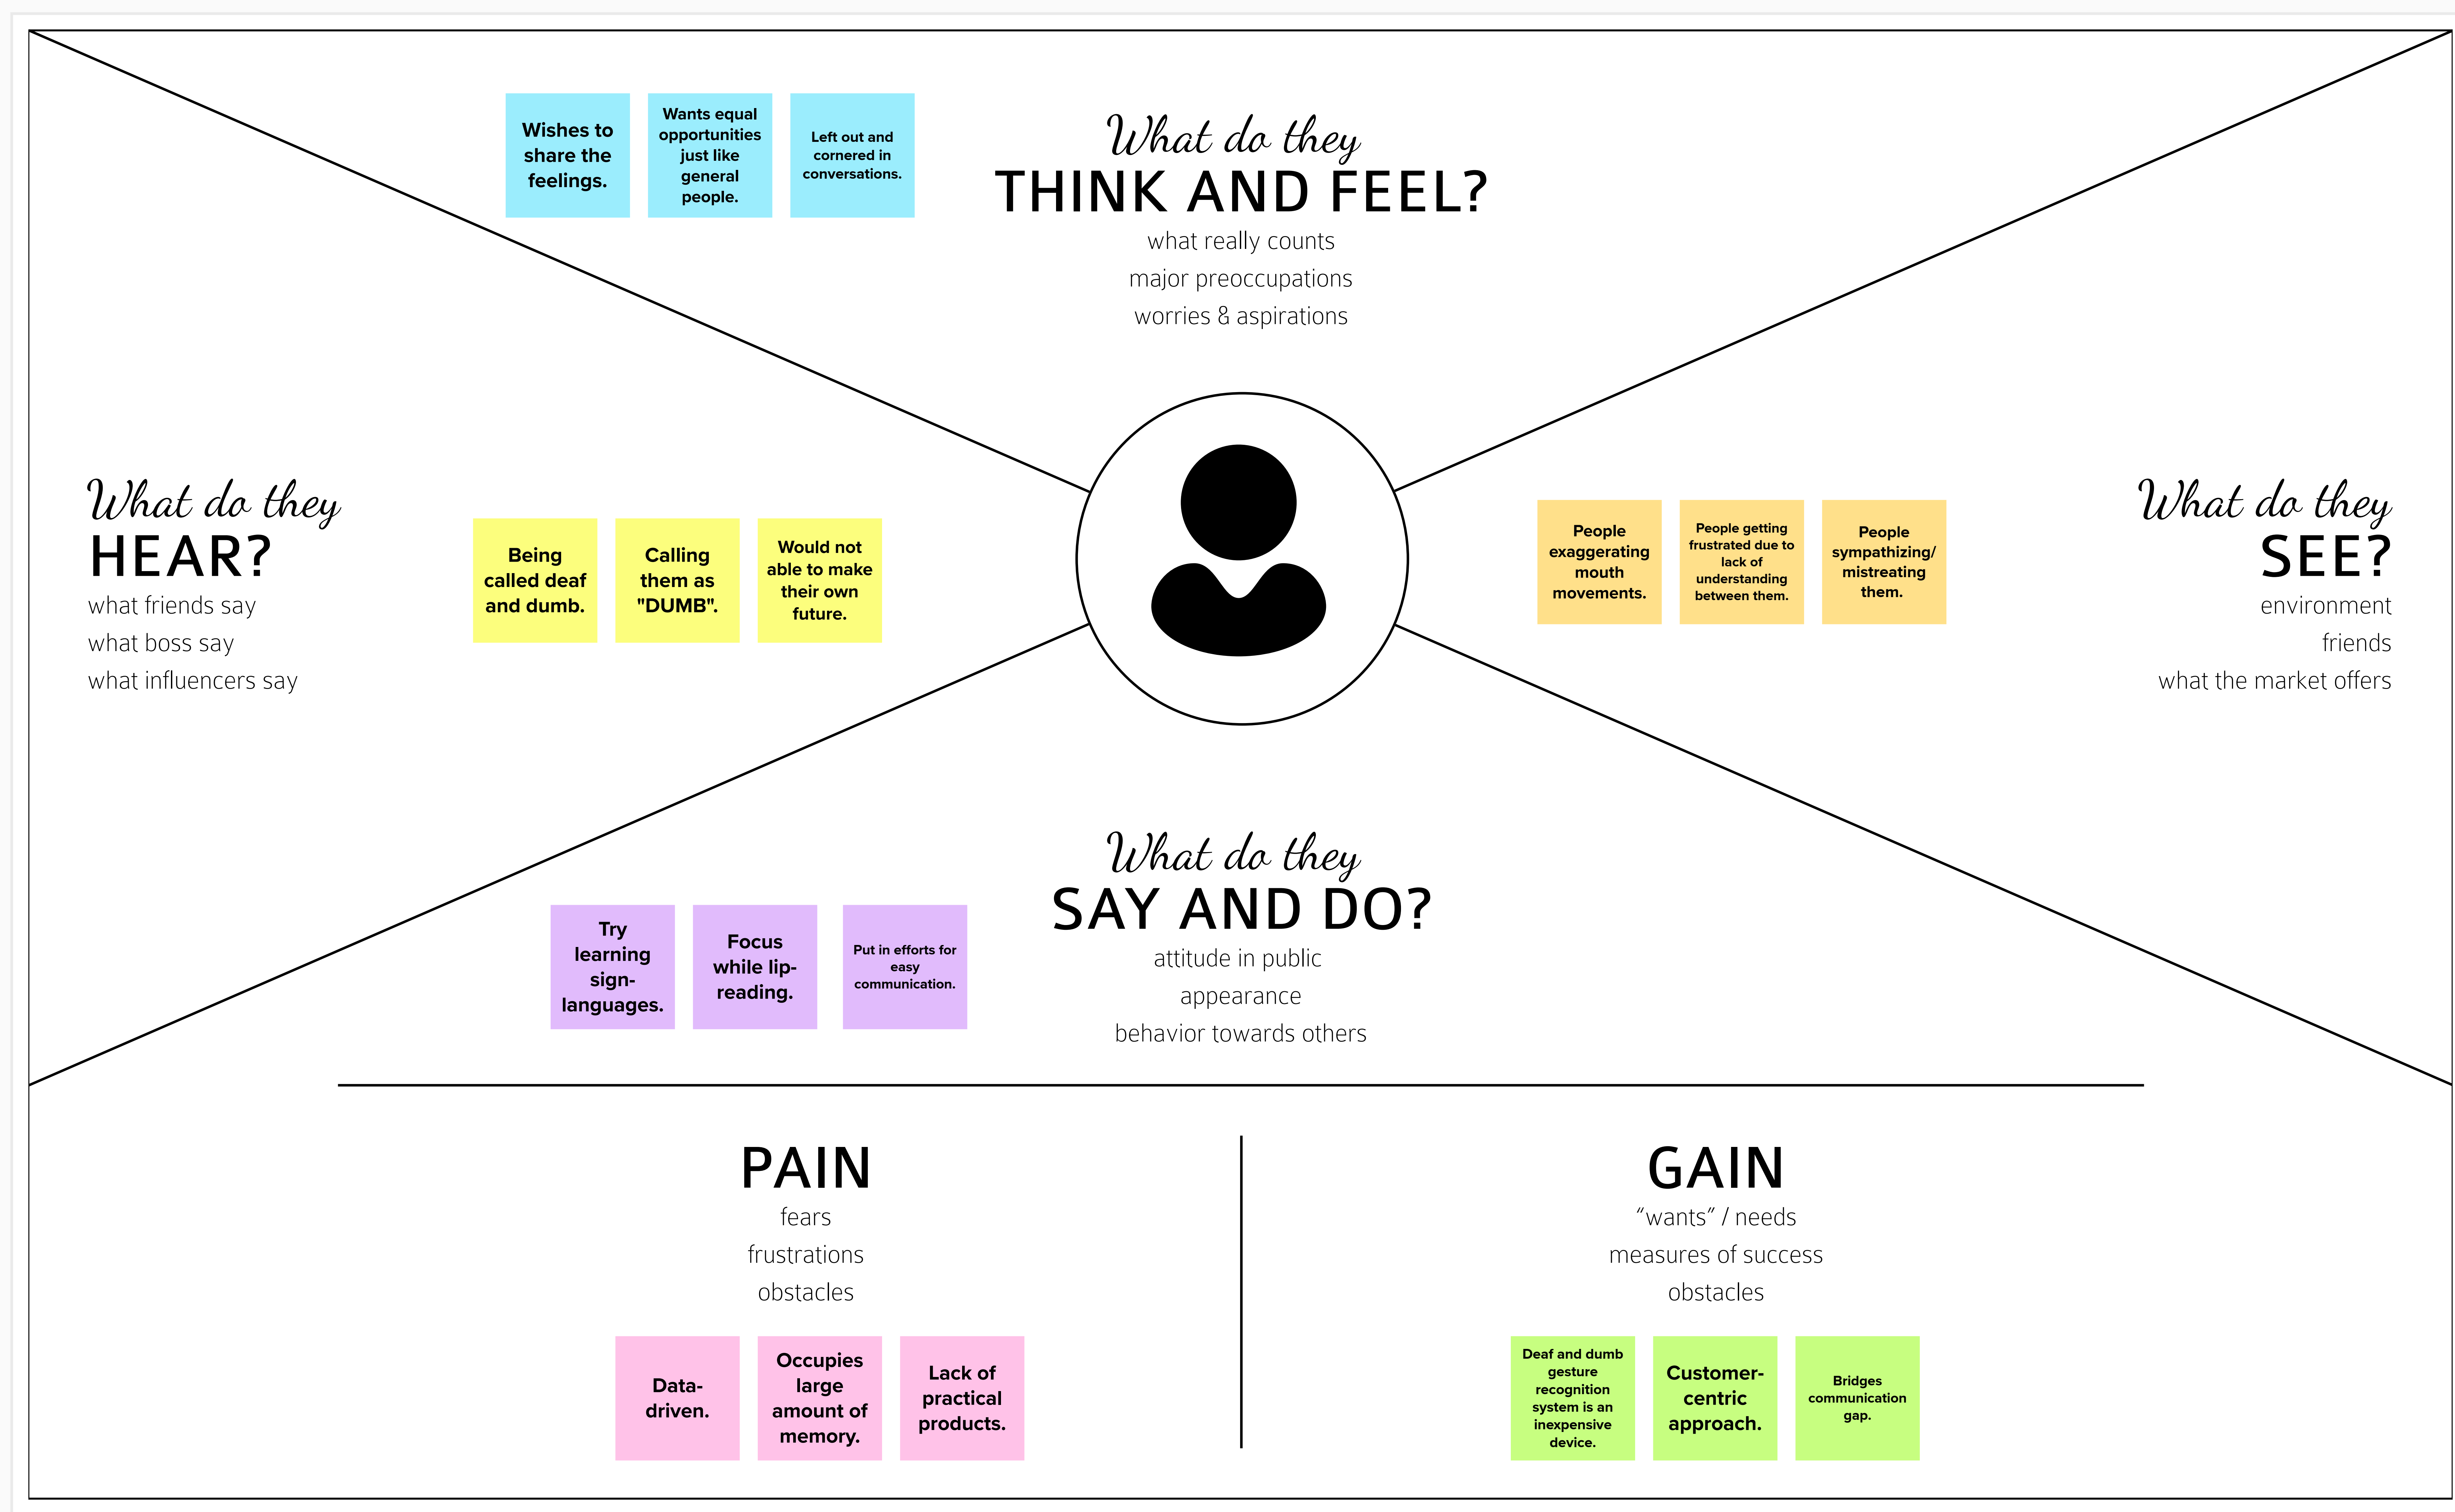 Wishes to
share the
feelings.
Wants equal
opportunities
just like
general
people.
Left out and
cornered in
conversations.
What do they
THINK AND FEEL?
what really counts
major preoccupations
worries & aspirations
What do they
HEAR?
what friends say
what boss say
what influencers say
Being
called deaf
and dumb.
Calling
them as
"DUMB".
Would not
able to make
their own
future.
People
exaggerating
mouth
movements.
People getting
frustrated due to
lack of
understanding
between them.
People
sympathizing/
mistreating
them.
What do they
SEE?
environment
friends
what the market offers
Try
learning
sign-
languages.
Focus
while lip-
reading.
Put in efforts for
easy
communication.
What do they
SAY AND DO?
attitude in public
appearance
behavior towards others
PAIN
fears
frustrations
obstacles
Data-
driven.
Occupies
large
amount of
memory.
Lack of
practical
products.
GAIN
“wants” / needs
measures of success
obstacles
Deaf and dumb
gesture
recognition
system is an
inexpensive
device.
Customer-
centric
approach.
Bridges
communication
gap.